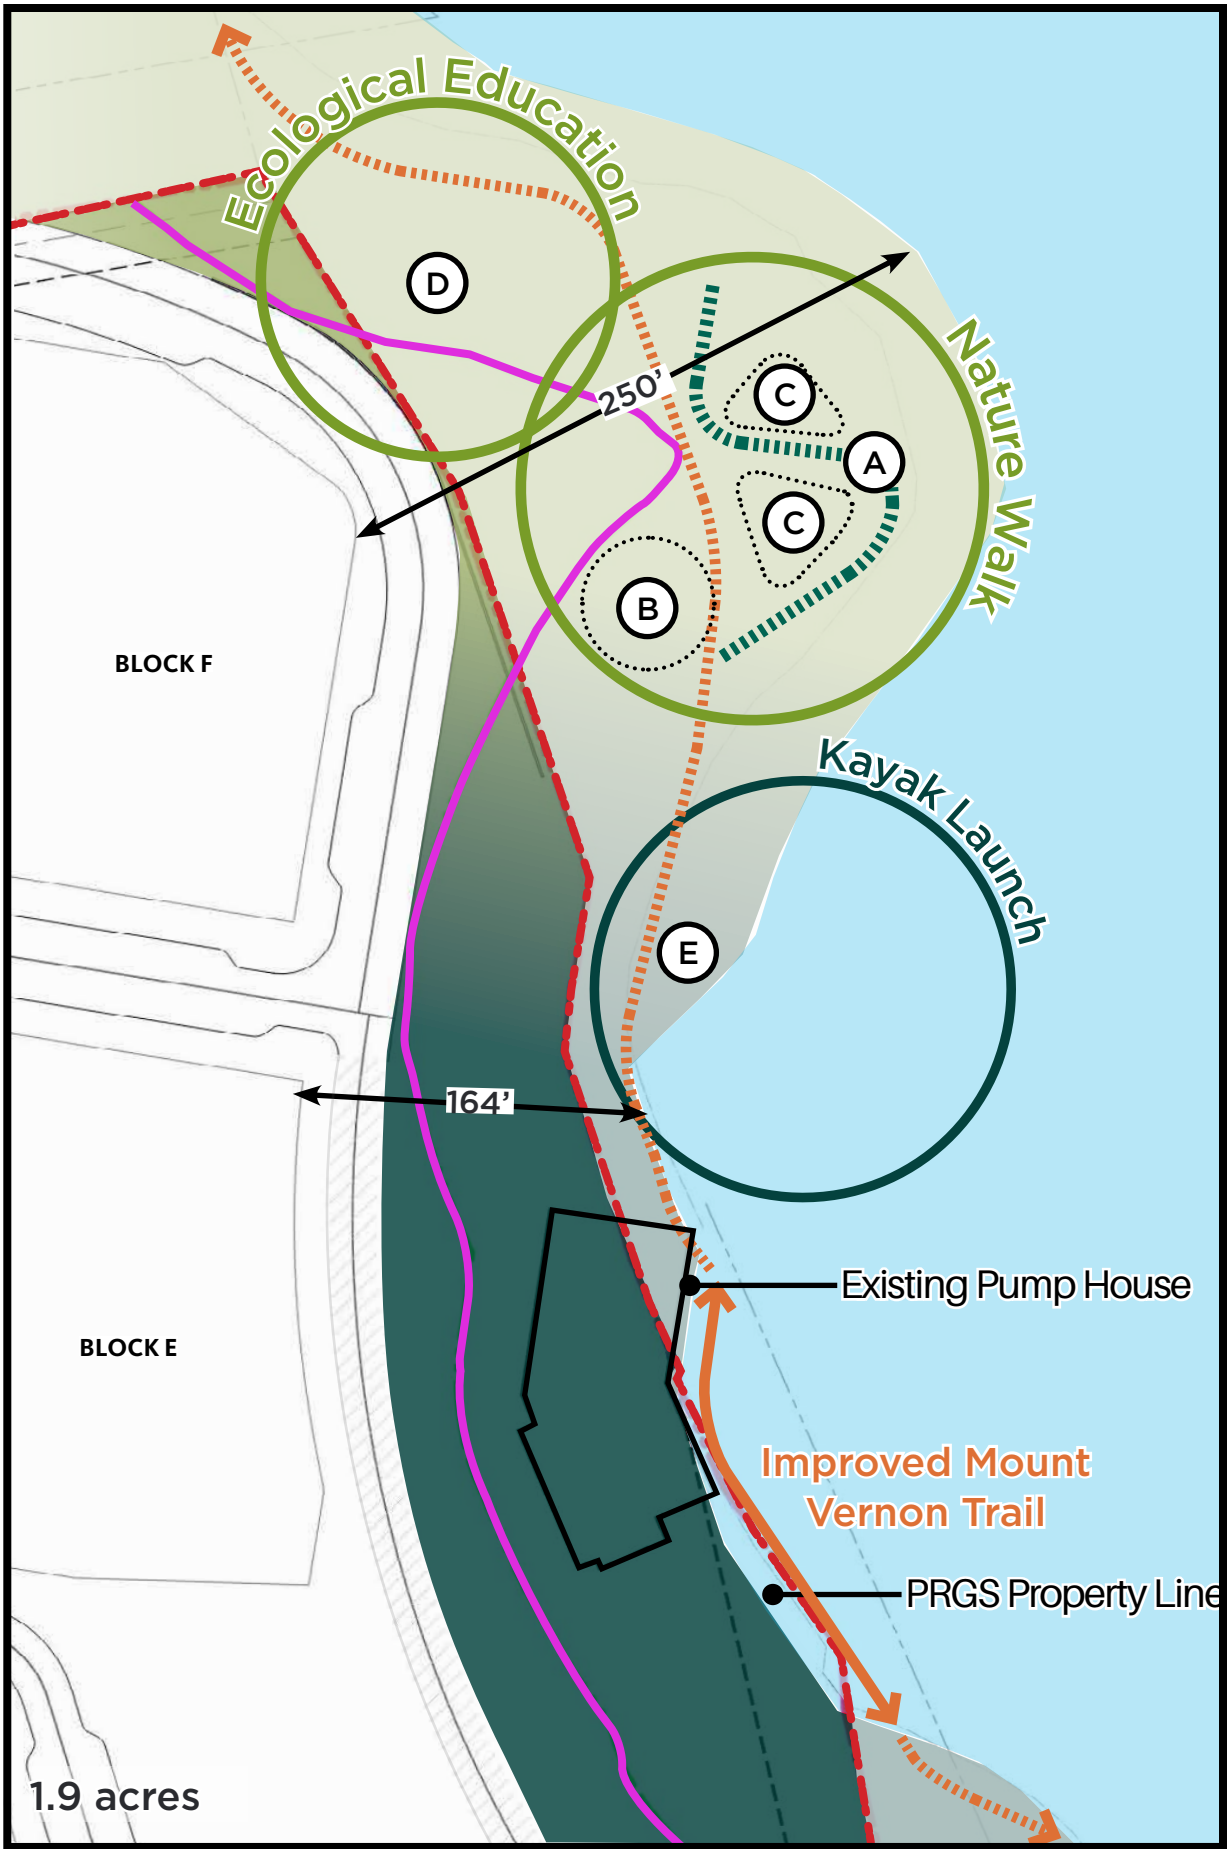 Ecological Education
D
250'
C
A
C
B
Nature Walk
BLOCK F
Kayak Launch
E
164'
Existing Pump House
BLOCK E
Improved Mount
Vernon Trail
PRGS Property Line
1.9 acres